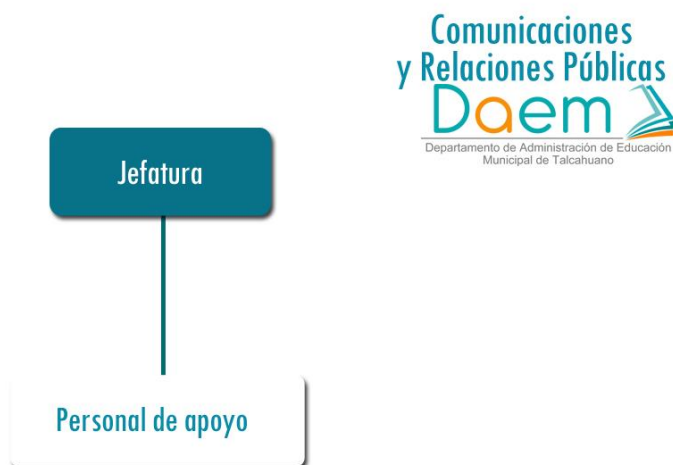 Comunicaciones
y Relaciones Públicas
Daem
Departamento de Administración de Educación
Municipal de Talcahuano
Jefatura
Personal de apoyo